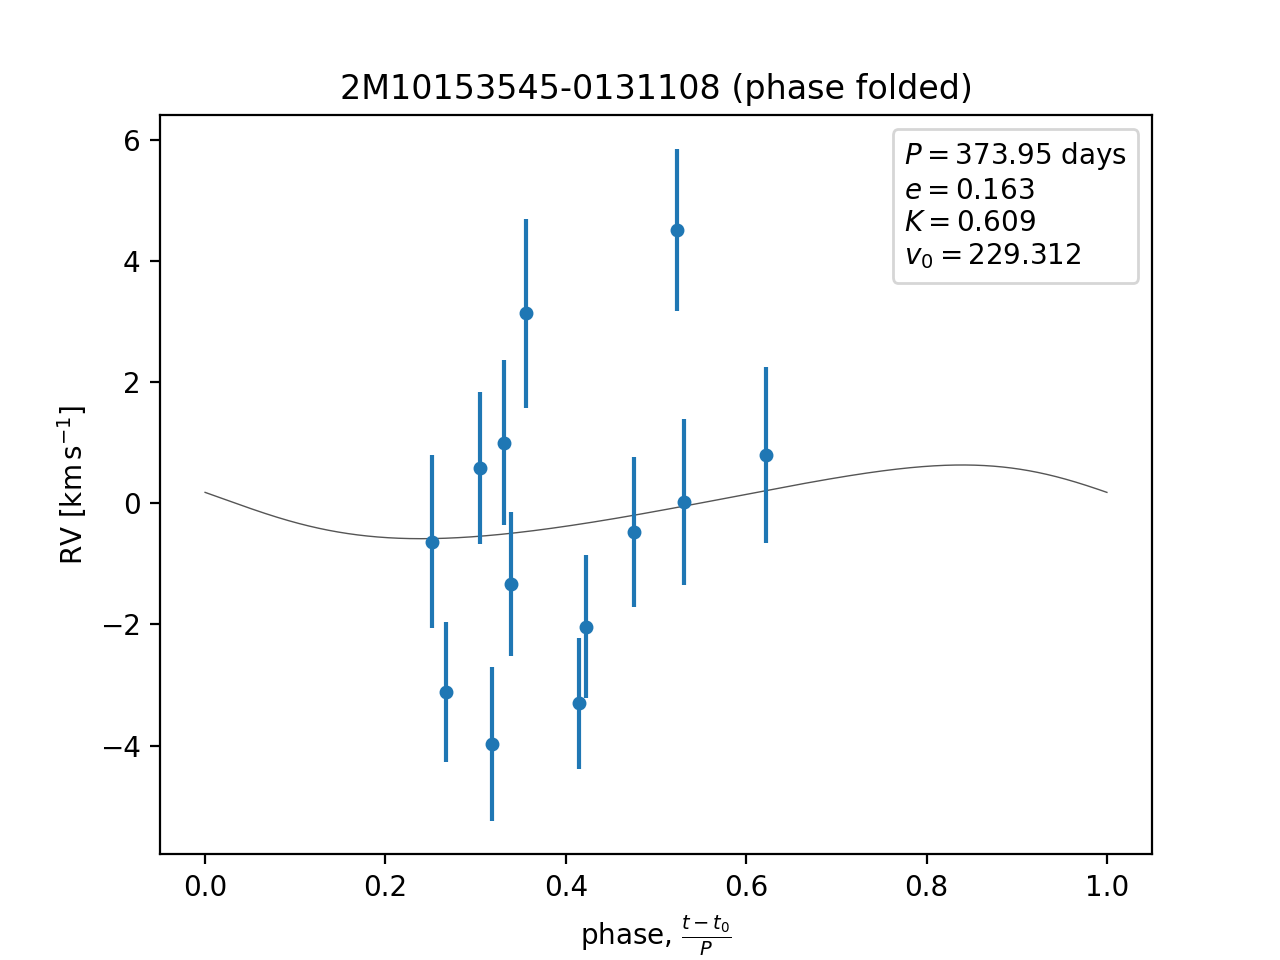 2M10153545-0131108 (phase folded)
P = 373.95 days
e = 0.163
K = 0.609
v₀ = 229.312
6
4
2
0
−2
−4
RV [km s⁻¹]
0.0 0.2 0.4 0.6 0.8 1.0
phase, (t − t₀)/P